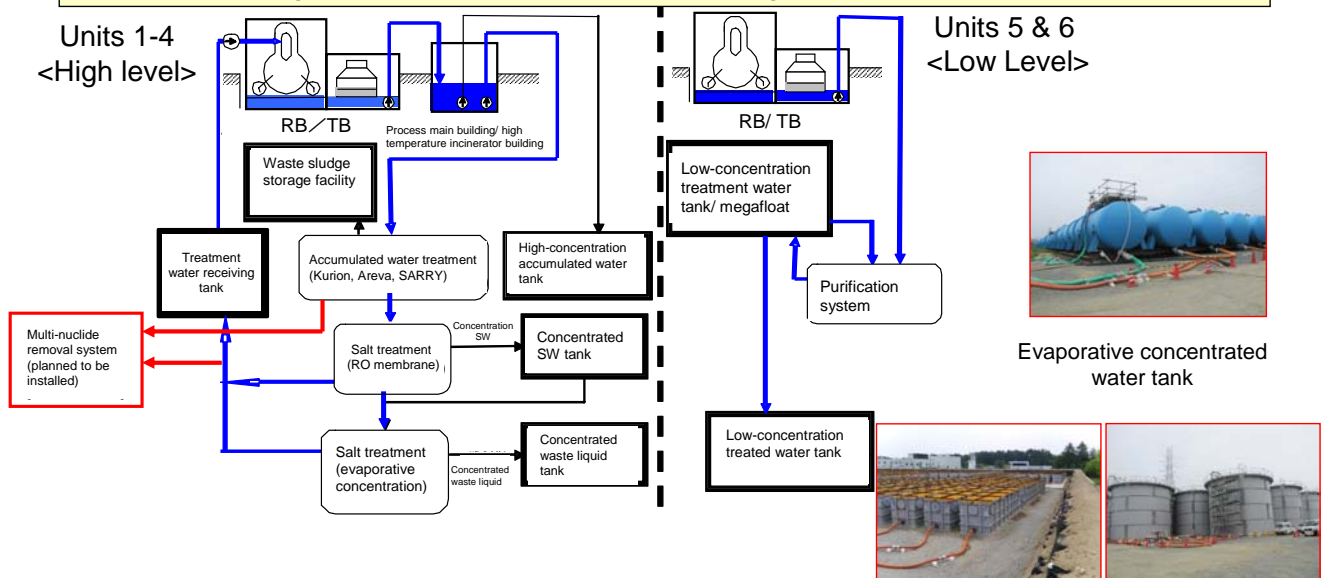 Units 1-4
<High level>
RB／TB
Process main building/ high
temperature incinerator building
Waste sludge
storage facility
Treatment
water receiving
tank
Accumulated water treatment
(Kurion, Areva, SARRY)
High-concentration
accumulated water
tank
Multi-nuclide
removal system
(planned to be
installed)
Salt treatment
(RO membrane)
Concentration
SW
Concentrated
SW tank
Salt treatment
(evaporative
concentration)
Concentrated
waste liquid
Concentrated
waste liquid
tank
Units 5 & 6
<Low Level>
RB/ TB
Low-concentration
treatment water
tank/ megafloat
Purification
system
Low-concentration
treated water tank
Evaporative concentrated
water tank